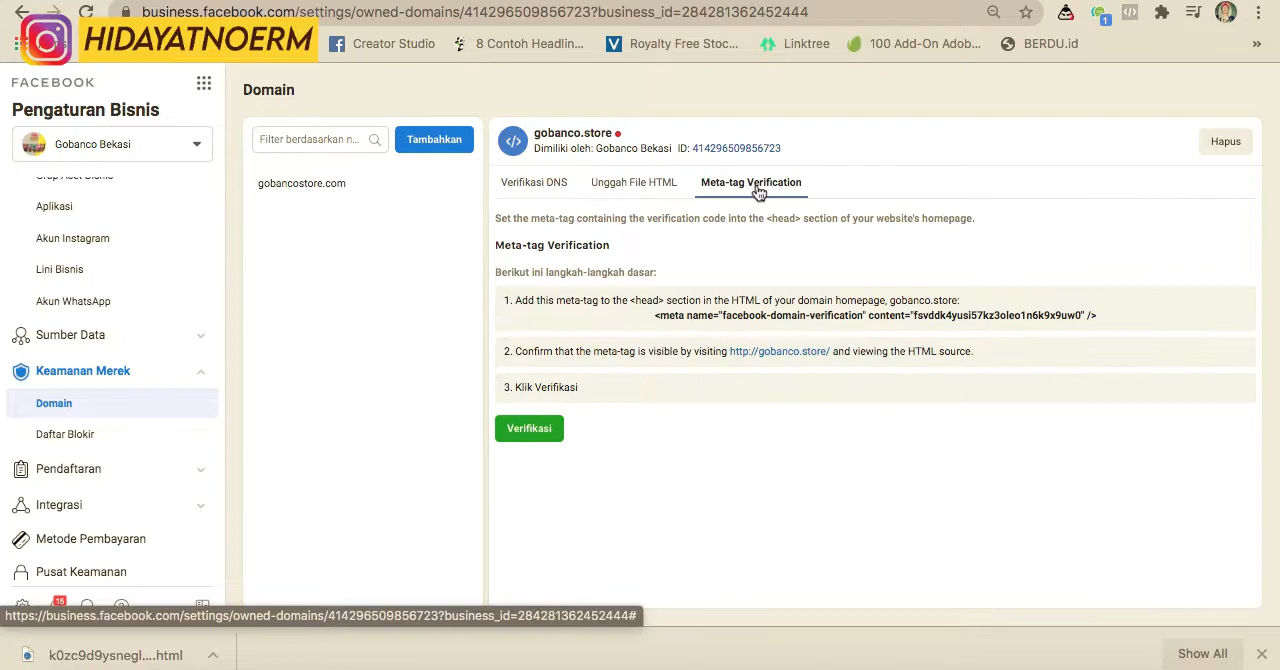 business.facebook.com/settings/owned-domains/414296509856723?business_id=284281362452444
HIDAYATNOERM
Creator Studio
8 Contoh Headlin...
Royalty Free Stoc...
Linktree
100 Add-On Adob...
BERDU.id
FACEBOOK
Pengaturan Bisnis
Gobanco Bekasi
Grup Aset Bisnis
Aplikasi
Akun Instagram
Lini Bisnis
Akun WhatsApp
Sumber Data
Keamanan Merek
Domain
Daftar Blokir
Pendaftaran
Integrasi
Metode Pembayaran
Pusat Keamanan
15
Domain
Filter berdasarkan n...
Tambahkan
gobancostore.com
gobanco.store
Dimiliki oleh: Gobanco Bekasi ID: 414296509856723
Hapus
Verifikasi DNS
Unggah File HTML
Meta-tag Verification
Set the meta-tag containing the verification code into the <head> section of your website's homepage.
Meta-tag Verification
Berikut ini langkah-langkah dasar:
1. Add this meta-tag to the <head> section in the HTML of your domain homepage, gobanco.store:
<meta name="facebook-domain-verification" content="fsvddk4yusi57kz3oleo1n6k9x9uw0" />
2. Confirm that the meta-tag is visible by visiting http://gobanco.store/ and viewing the HTML source.
3. Klik Verifikasi
Verifikasi
https://business.facebook.com/settings/owned-domains/414296509856723?business_id=284281362452444#
k0zc9d9ysnegl....html
Show All